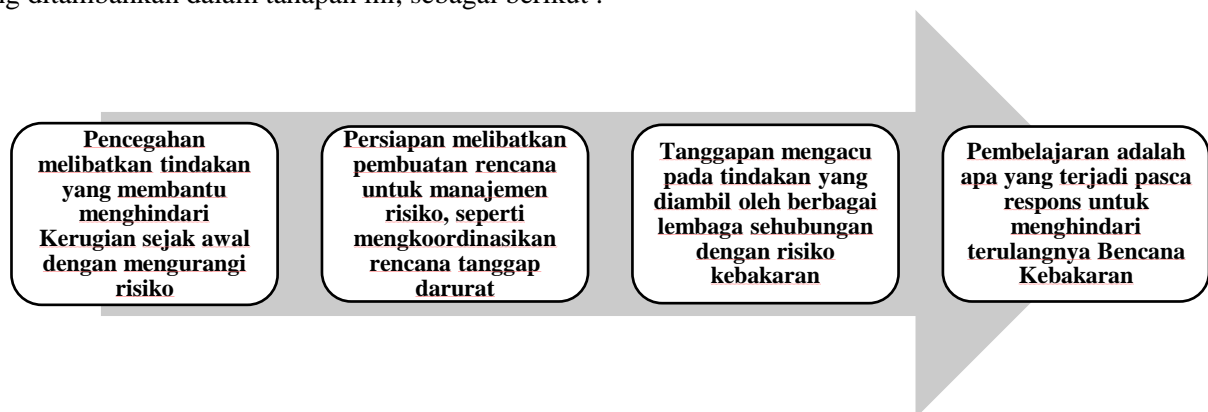 ng ditambahkan dalam tahapan ini, sebagai berikut :
Pencegahan
melibatkan tindakan
yang membantu
menghindari
Kerugian sejak awal
dengan mengurangi
risiko
Persiapan melibatkan
pembuatan rencana
untuk manajemen
risiko, seperti
mengkoordinasikan
rencana tanggap
darurat
Tanggapan mengacu
pada tindakan yang
diambil oleh berbagai
lembaga sehubungan
dengan risiko
kebakaran
Pembelajaran adalah
apa yang terjadi pasca
respons untuk
menghindari
terulangnya Bencana
Kebakaran